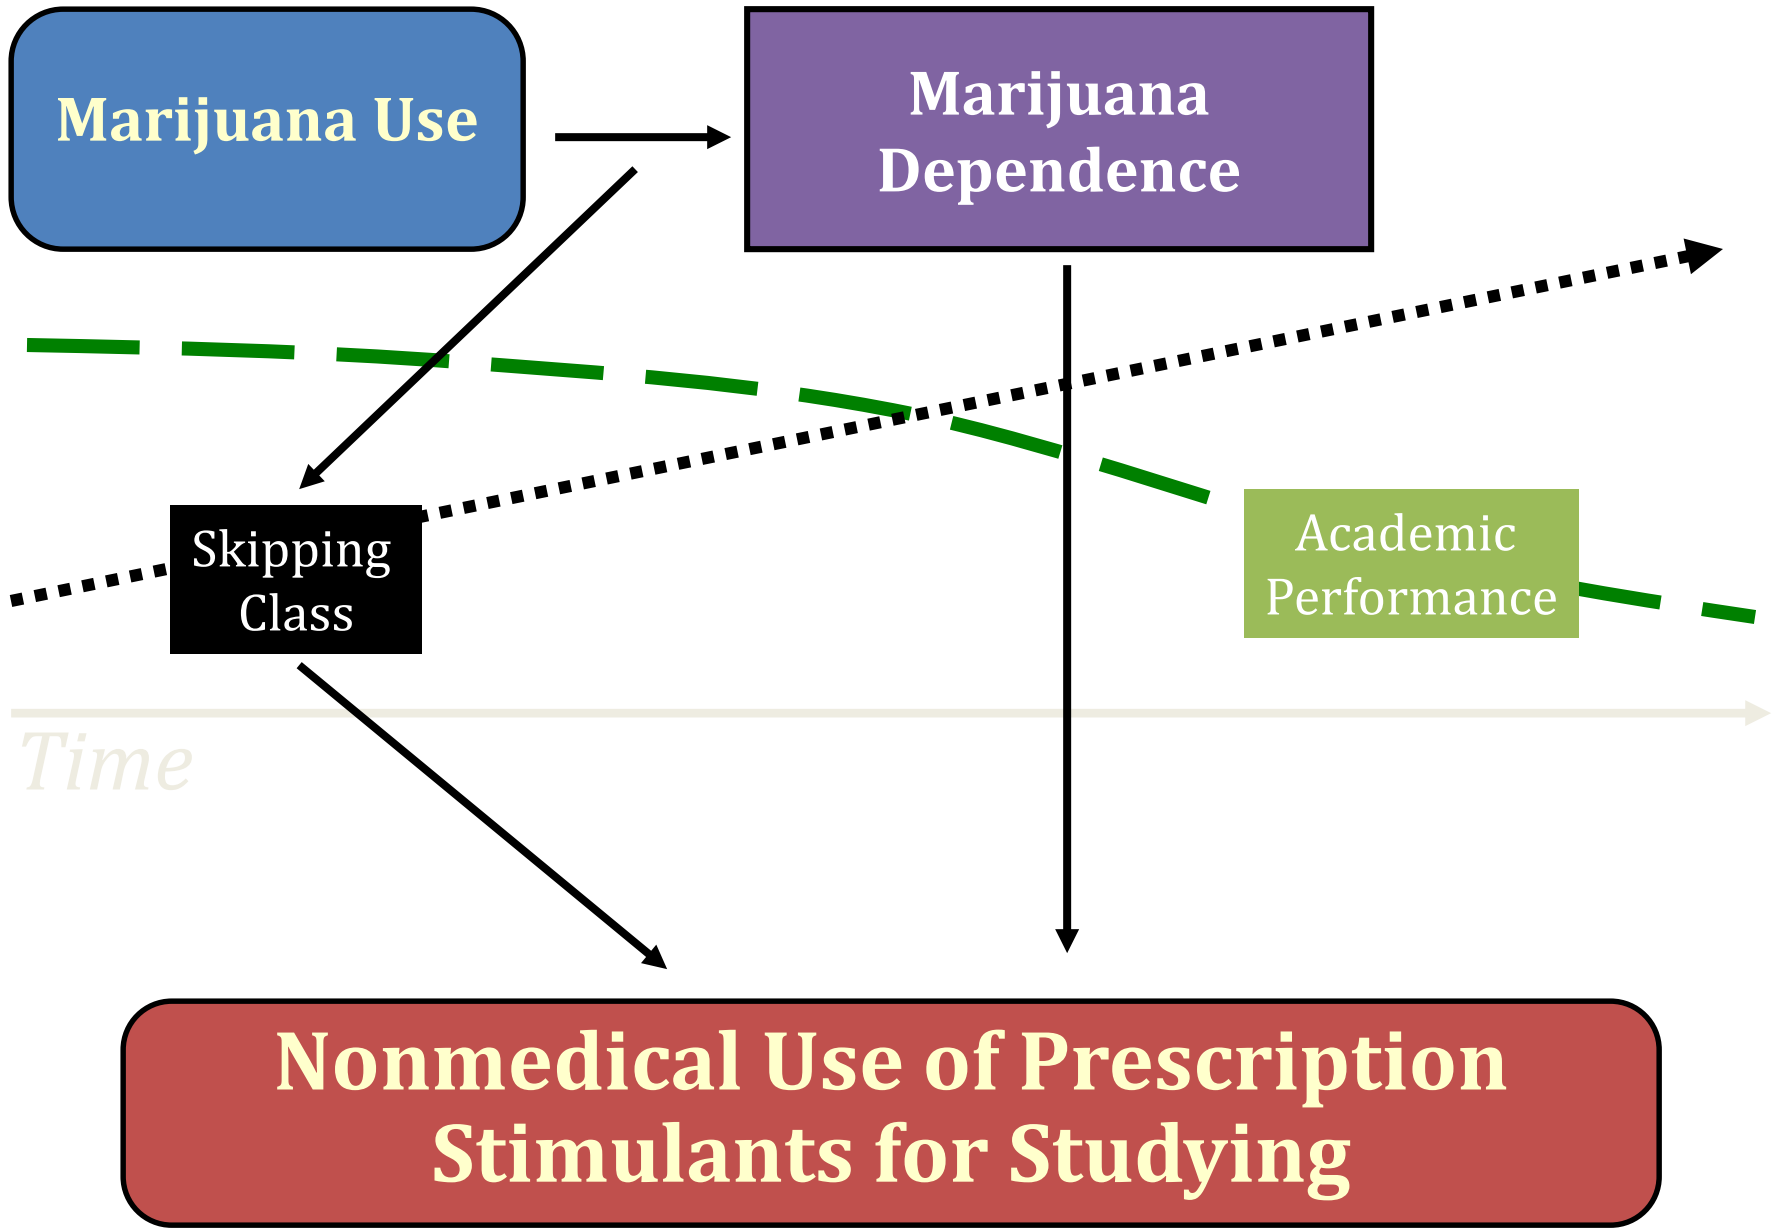 Marijuana Use
Marijuana
Dependence
Skipping
Class
Academic
Performance
Time
Nonmedical Use of Prescription
Stimulants for Studying